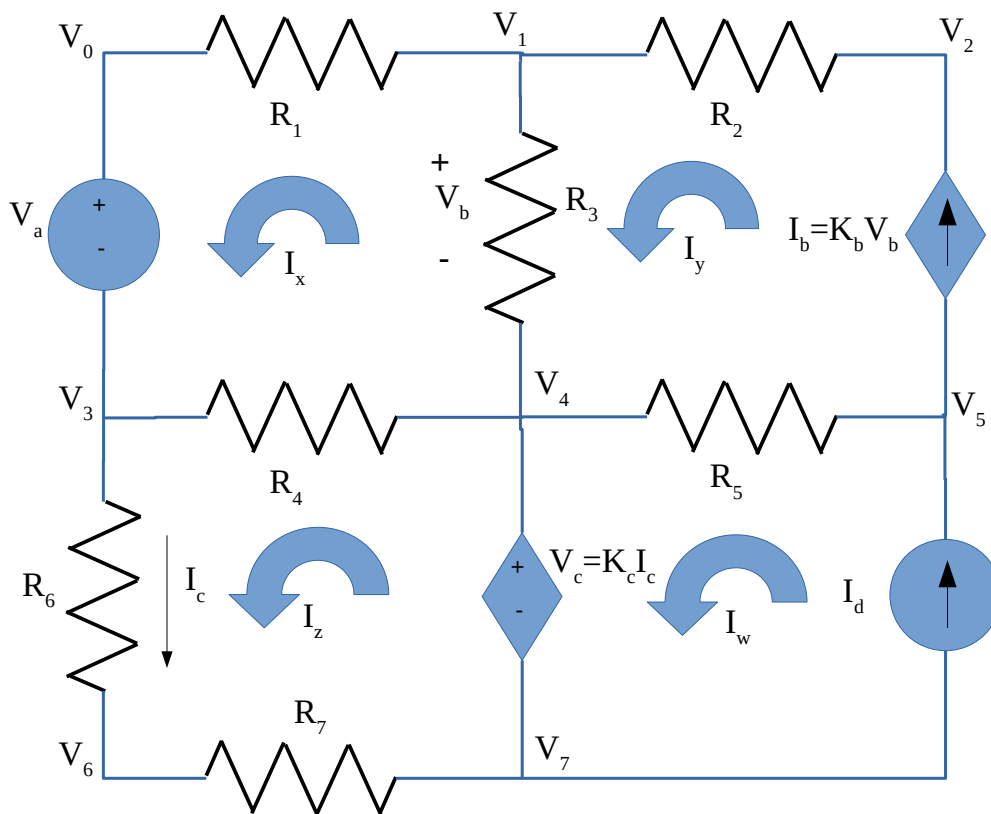 V0
V1
V2
R1
R2
+
Va
+
-
Vb
-
R3
Ix
Iy
Ib=KbVb
V3
V4
V5
R4
R5
R6
Ic
Iz
Vc=KcIc
+
-
Iw
Id
R7
V6
V7